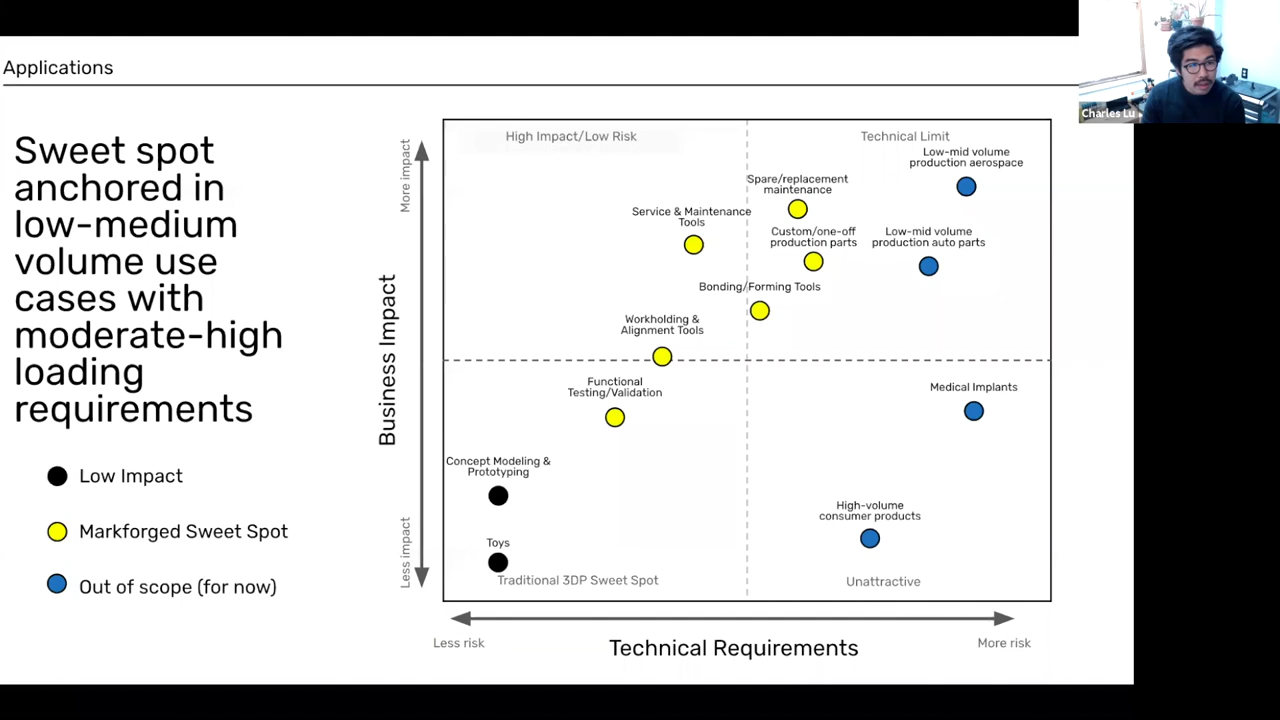 Applications
Charles Lu
Sweet spot
anchored in
low-medium
volume use
cases with
moderate-high
loading
requirements
Low Impact
Markforged Sweet Spot
Out of scope (for now)
More impact
Business Impact
Less impact
High Impact/Low Risk
Technical Limit
Low-mid volume
production aerospace
Spare/replacement
maintenance
Service & Maintenance
Tools
Custom/one-off
production parts
Low-mid volume
production auto parts
Bonding/Forming Tools
Workholding &
Alignment Tools
Functional
Testing/Validation
Medical Implants
Concept Modeling &
Prototyping
High-volume
consumer products
Toys
Traditional 3DP Sweet Spot
Unattractive
Less risk
Technical Requirements
More risk